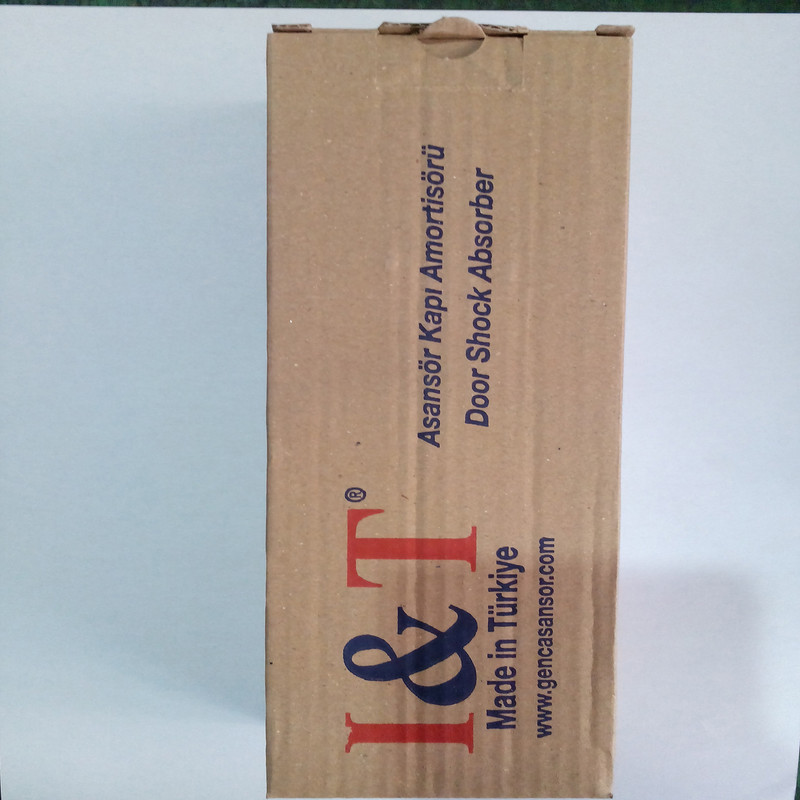 I&T®
Made in Türkiye
www.gencasansor.com
Asansör Kapı Amortisörü
Door Shock Absorber